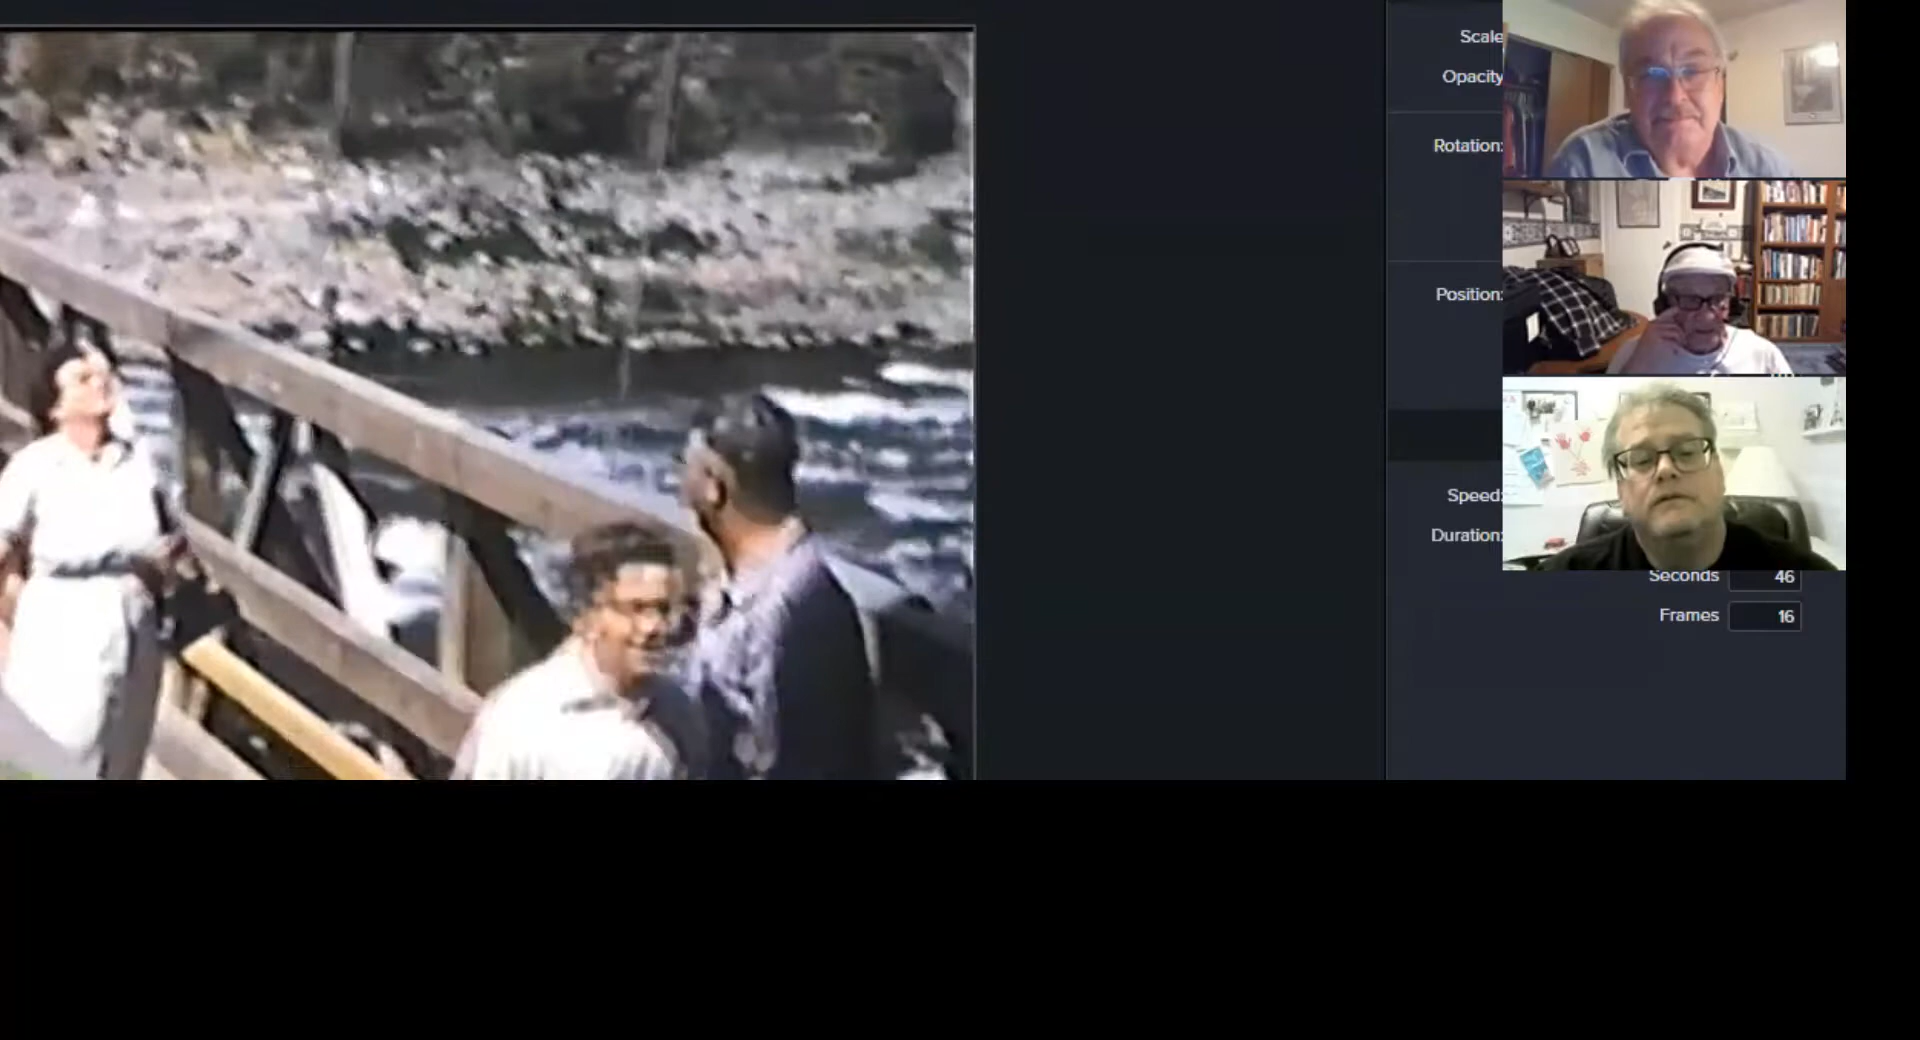 Scale
Opacity
Rotation:
Position:
Speed:
Duration:
Seconds 46
Frames 16